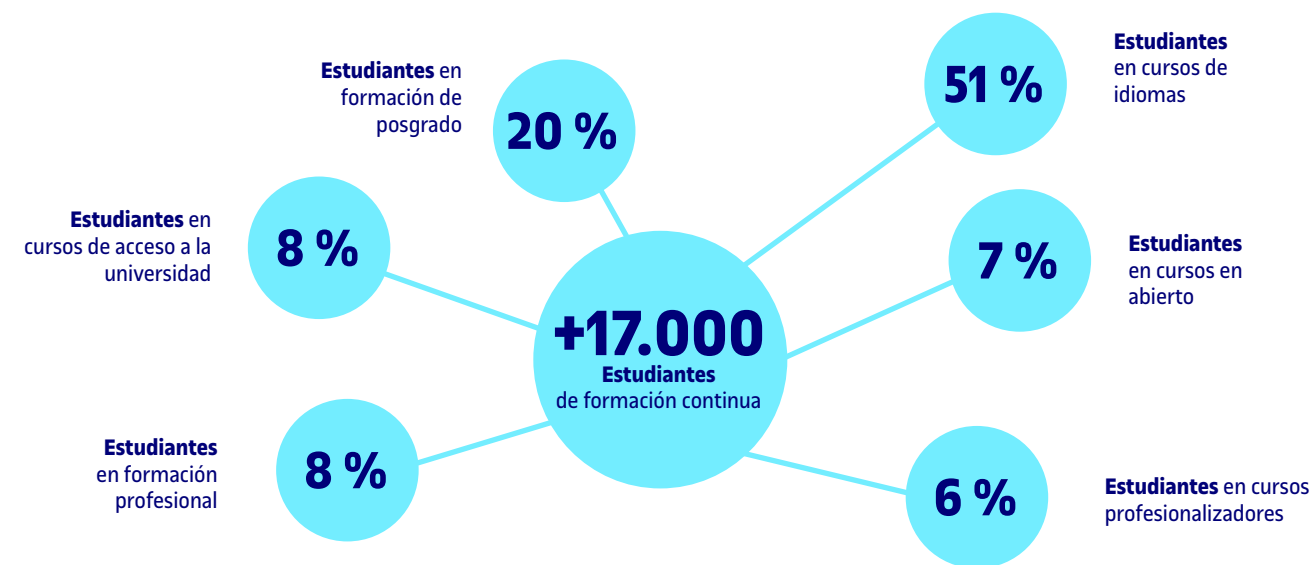 Estudiantes en
formación de
posgrado
20 %
51 %
Estudiantes
en cursos de
idiomas
Estudiantes en
cursos de acceso a la
universidad
8 %
7 %
Estudiantes
en cursos en
abierto
+17.000
Estudiantes
de formación continua
Estudiantes
en formación
profesional
8 %
6 %
Estudiantes en cursos
profesionalizadores